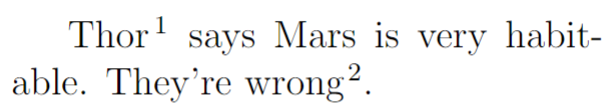 Thor¹ says Mars is very habit-
able. They're wrong².